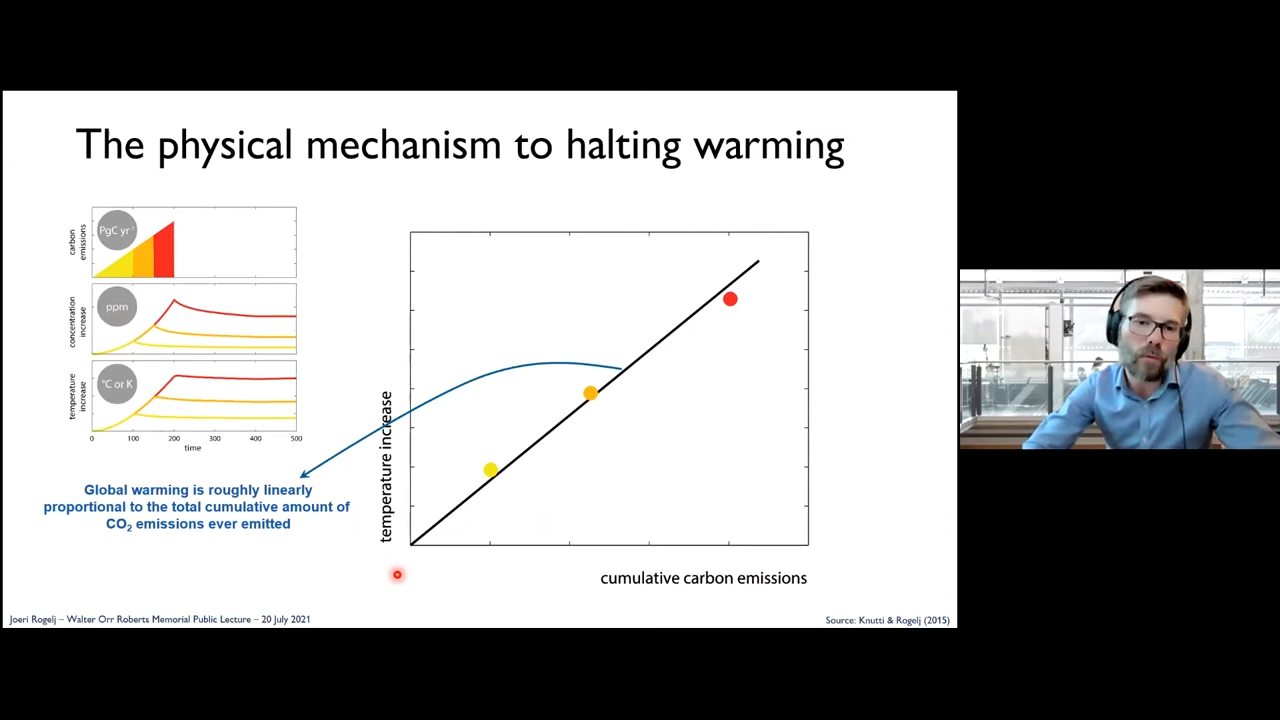 The physical mechanism to halting warming
carbon
emissions
PgC yr⁻¹
concentration
increase
ppm
temperature
increase
°C or K
0 100 200 300 400 500
time
Global warming is roughly linearly
proportional to the total cumulative amount of
CO₂ emissions ever emitted
temperature increase
cumulative carbon emissions
Joeri Rogelj – Walter Orr Roberts Memorial Public Lecture – 20 July 2021
Source: Knutti & Rogelj (2015)